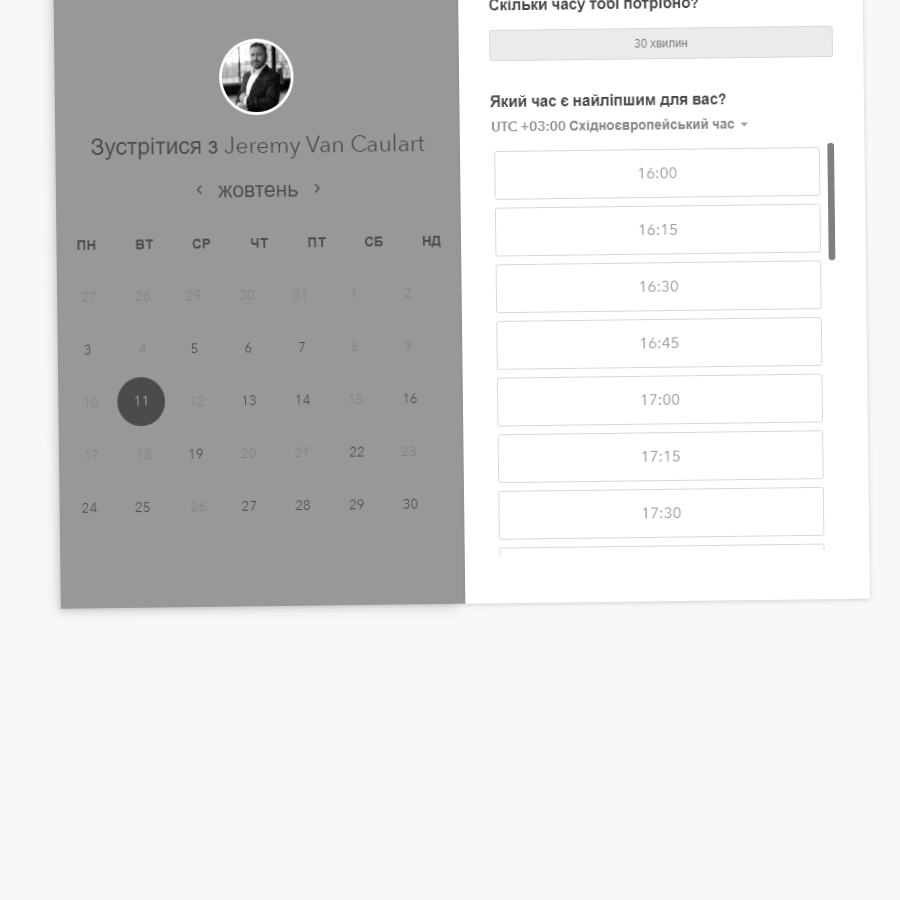 Зустрітися з Jeremy Van Caulart
‹ жовтень ›
ПН ВТ СР ЧТ ПТ СБ НД
27 28 29 30 31 1 2
3 4 5 6 7 8 9
10 11 12 13 14 15 16
17 18 19 20 21 22 23
24 25 26 27 28 29 30
Скільки часу тобі потрібно?
30 хвилин
Який час є найліпшим для вас?
UTC +03:00 Східноєвропейський час
16:00
16:15
16:30
16:45
17:00
17:15
17:30